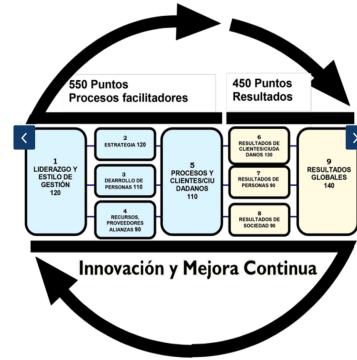 550 Puntos
Procesos facilitadores
450 Puntos
Resultados
1
LIDERAZGO Y
ESTILO DE
GESTIÓN
120
2
ESTRATEGIA 120
3
DESARROLLO DE
PERSONAS 110
4
RECURSOS,
PROVEEDORES
ALIANZAS 90
5
PROCESOS Y
CLIENTES/CIU
DADANOS
110
6
RESULTADOS DE
CLIENTES/CIUDA
DANOS 130
7
RESULTADOS DE
PERSONAS 90
8
RESULTADOS DE
SOCIEDAD 90
9
RESULTADOS
GLOBALES
140
Innovación y Mejora Continua